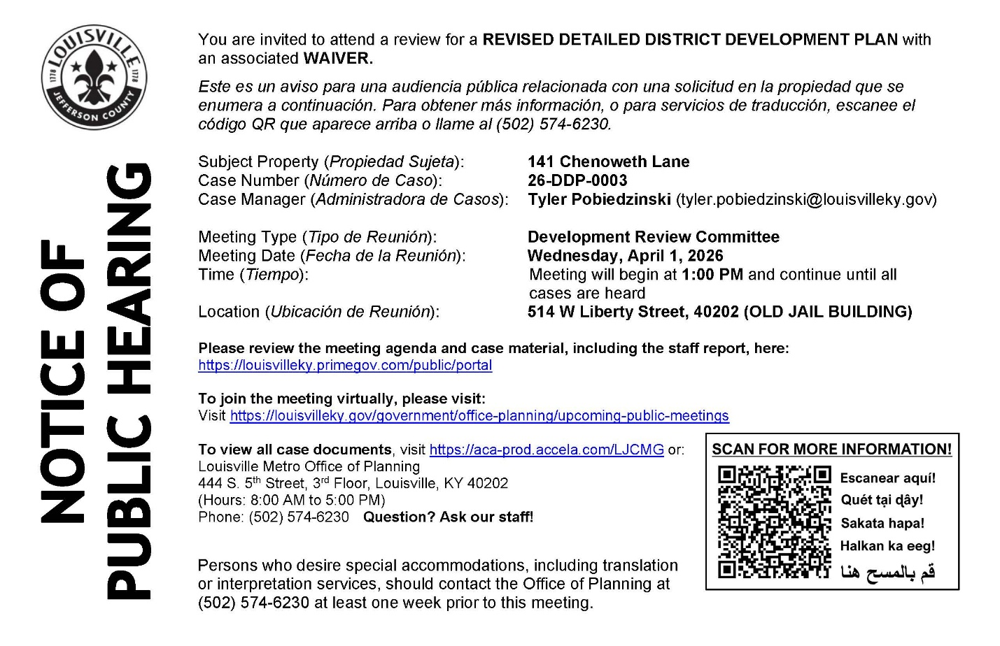 LOUISVILLE
1778 1778
JEFFERSON COUNTY
NOTICE OF
PUBLIC HEARING
You are invited to attend a review for a REVISED DETAILED DISTRICT DEVELOPMENT PLAN with
an associated WAIVER.
Este es un aviso para una audiencia pública relacionada con una solicitud en la propiedad que se
enumera a continuación. Para obtener más información, o para servicios de traducción, escanee el
código QR que aparece arriba o llame al (502) 574-6230.
Subject Property (Propiedad Sujeta): 141 Chenoweth Lane
Case Number (Número de Caso): 26-DDP-0003
Case Manager (Administradora de Casos): Tyler Pobiedzinski (tyler.pobiedzinski@louisvilleky.gov)
Meeting Type (Tipo de Reunión): Development Review Committee
Meeting Date (Fecha de la Reunión): Wednesday, April 1, 2026
Time (Tiempo): Meeting will begin at 1:00 PM and continue until all
cases are heard
Location (Ubicación de Reunión): 514 W Liberty Street, 40202 (OLD JAIL BUILDING)
Please review the meeting agenda and case material, including the staff report, here:
https://louisvilleky.primegov.com/public/portal
To join the meeting virtually, please visit:
Visit https://louisvilleky.gov/government/office-planning/upcoming-public-meetings
To view all case documents, visit https://aca-prod.accela.com/LJCMG or:
Louisville Metro Office of Planning
444 S. 5th Street, 3rd Floor, Louisville, KY 40202
(Hours: 8:00 AM to 5:00 PM)
Phone: (502) 574-6230 Question? Ask our staff!
Persons who desire special accommodations, including translation
or interpretation services, should contact the Office of Planning at
(502) 574-6230 at least one week prior to this meeting.
SCAN FOR MORE INFORMATION!
Escanear aquí!
Quét tại đây!
Sakata hapa!
Halkan ka eeg!
قم بالمسح هنا